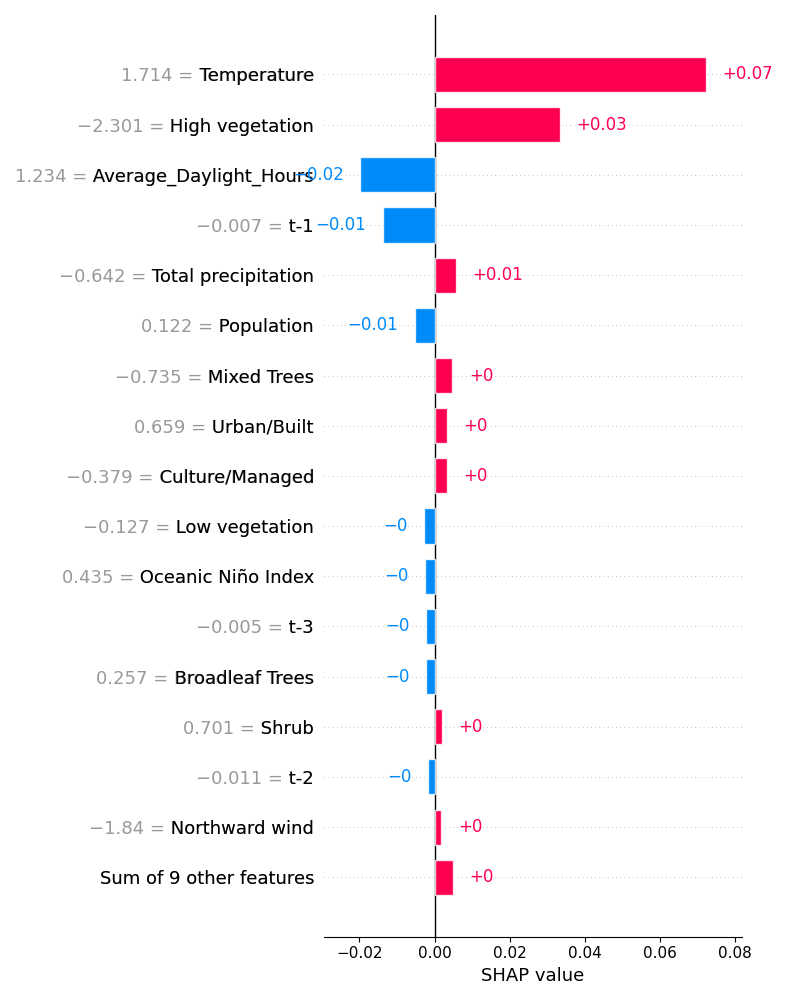 1.714 = Temperature +0.07
−2.301 = High vegetation +0.03
1.234 = Average_Daylight_Hours −0.02
−0.007 = t-1 −0.01
−0.642 = Total precipitation +0.01
0.122 = Population −0.01
−0.735 = Mixed Trees +0
0.659 = Urban/Built +0
−0.379 = Culture/Managed +0
−0.127 = Low vegetation −0
0.435 = Oceanic Niño Index −0
−0.005 = t-3 −0
0.257 = Broadleaf Trees −0
0.701 = Shrub +0
−0.011 = t-2 −0
−1.84 = Northward wind +0
Sum of 9 other features +0
−0.02 0.00 0.02 0.04 0.06 0.08
SHAP value